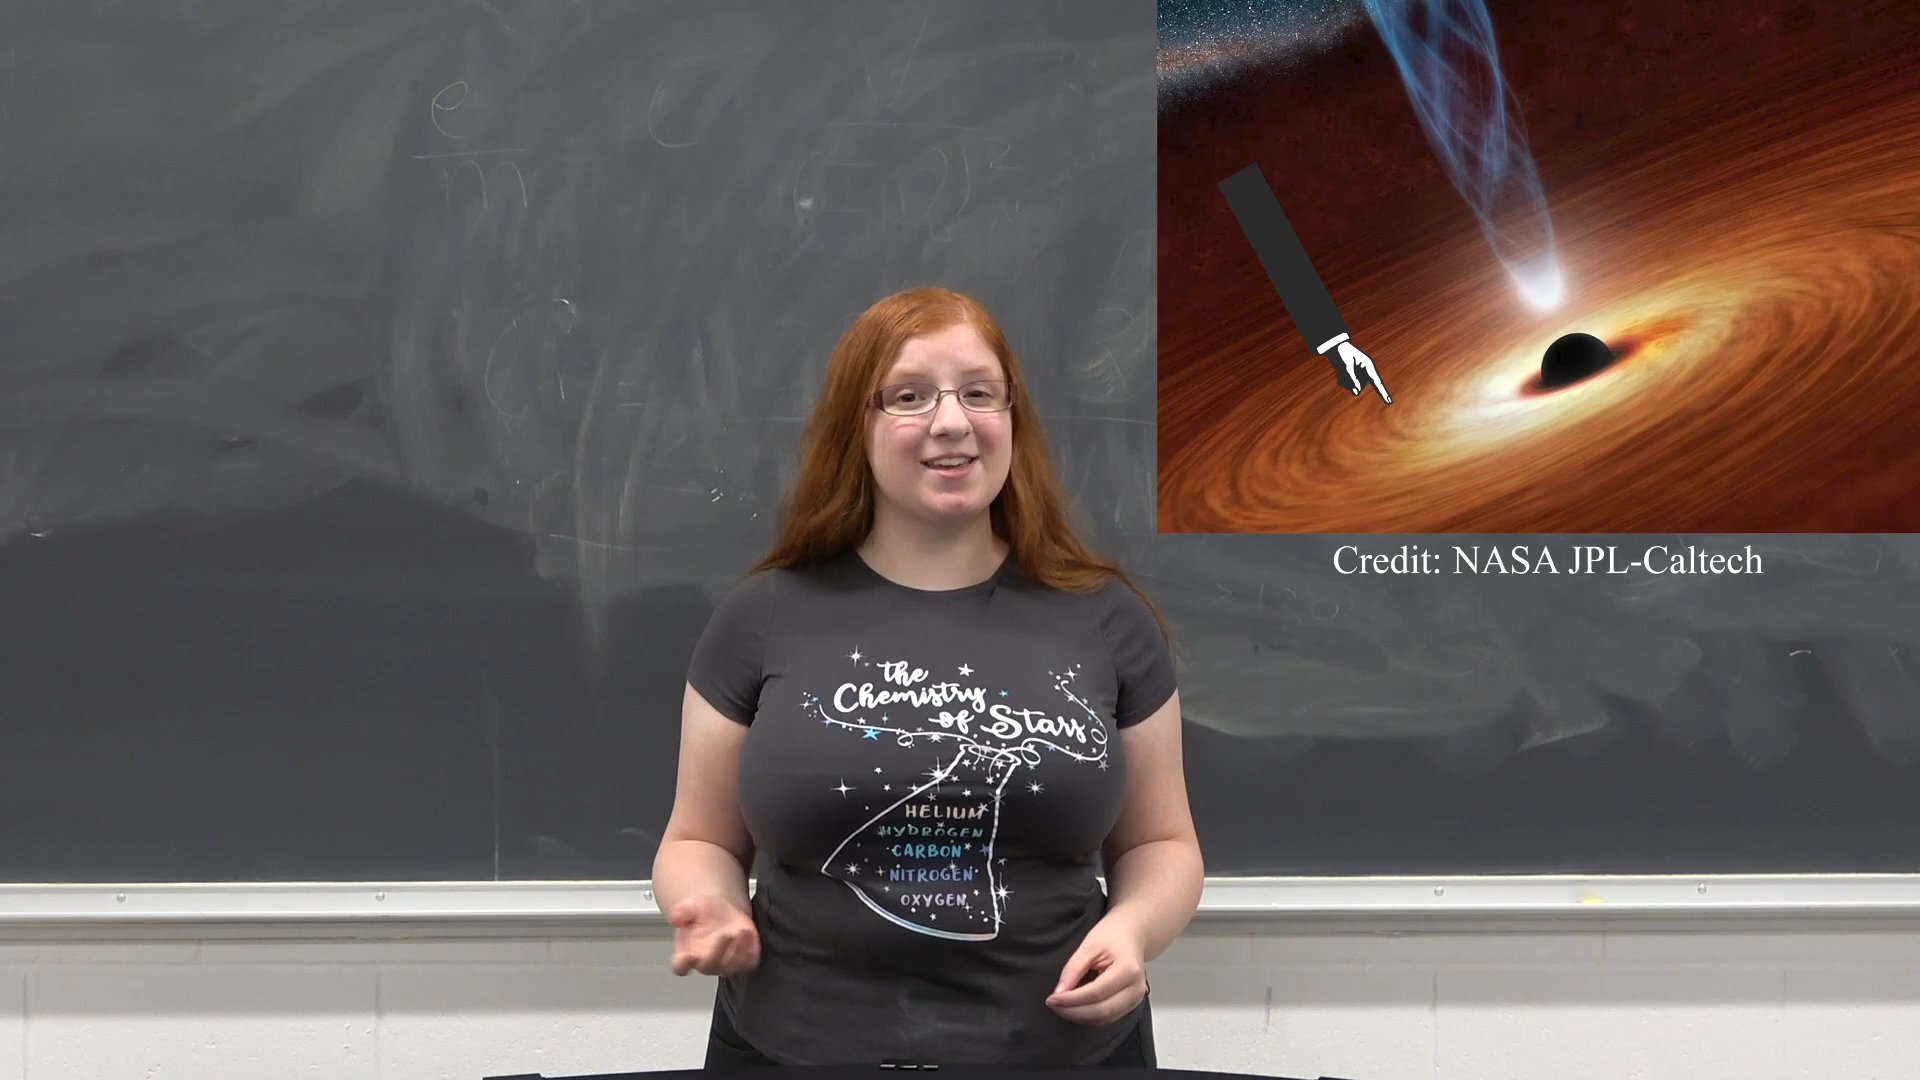 e
m
C
V
Credit: NASA JPL-Caltech
the
Chemistry
of Stars
HELIUM
HYDROGEN
CARBON
NITROGEN
OXYGEN